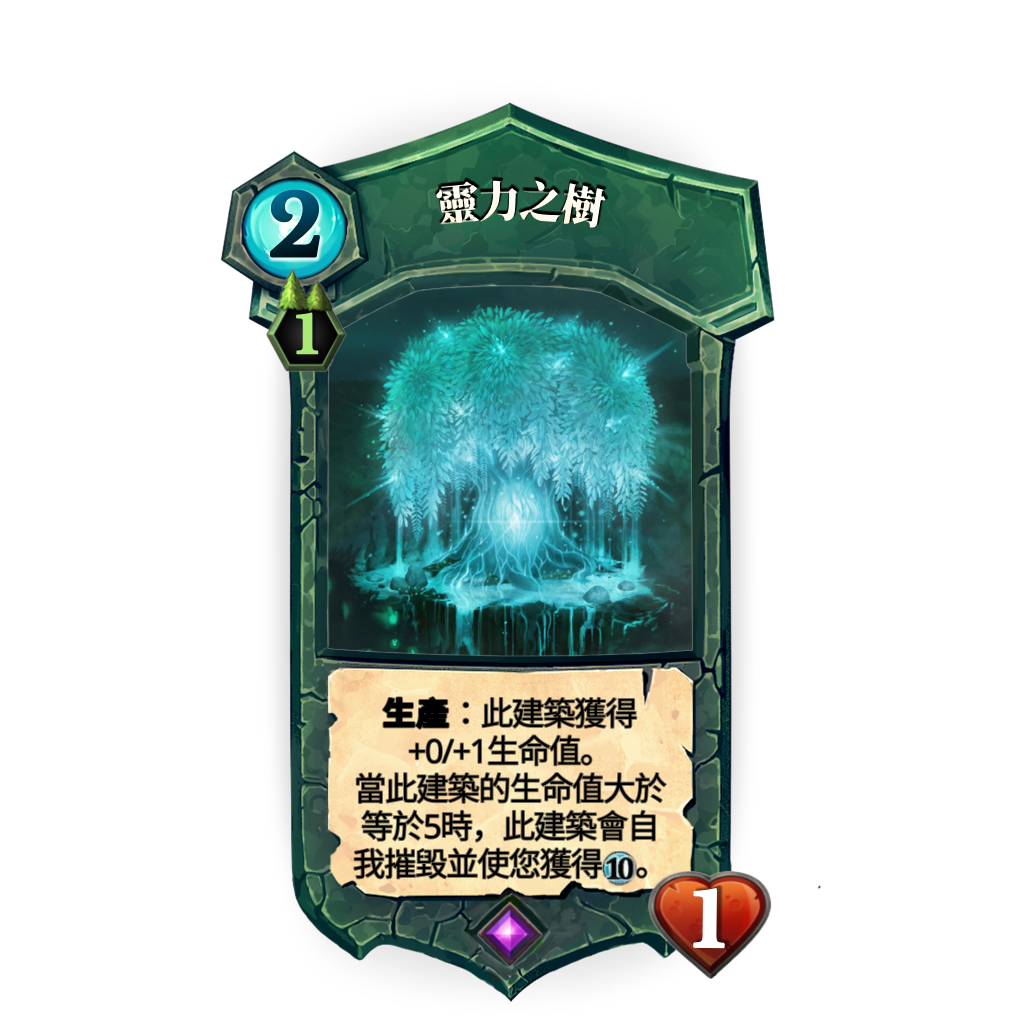 靈力之樹
2
1
生產：此建築獲得
+0/+1生命值。
當此建築的生命值大於
等於5時，此建築會自
我摧毀並使您獲得10。
1